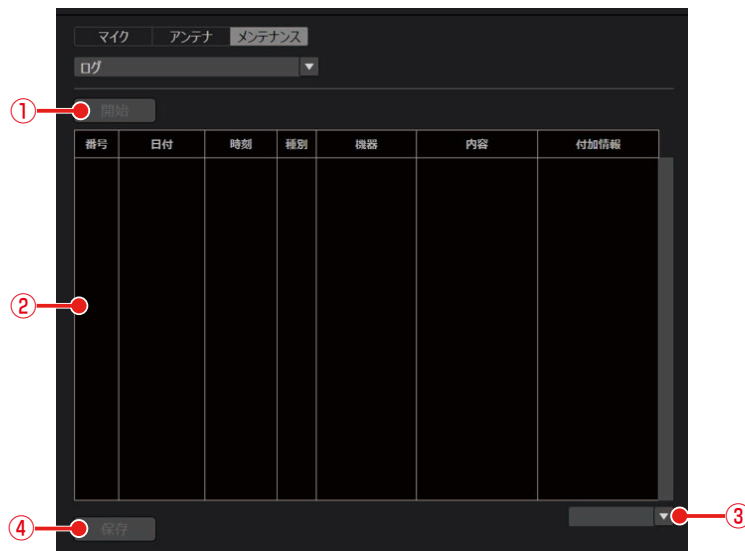 マイク アンテナ メンテナンス
ログ
① 開始
番号 日付 時刻 種別 機器 内容 付加情報
②
③
④ 保存